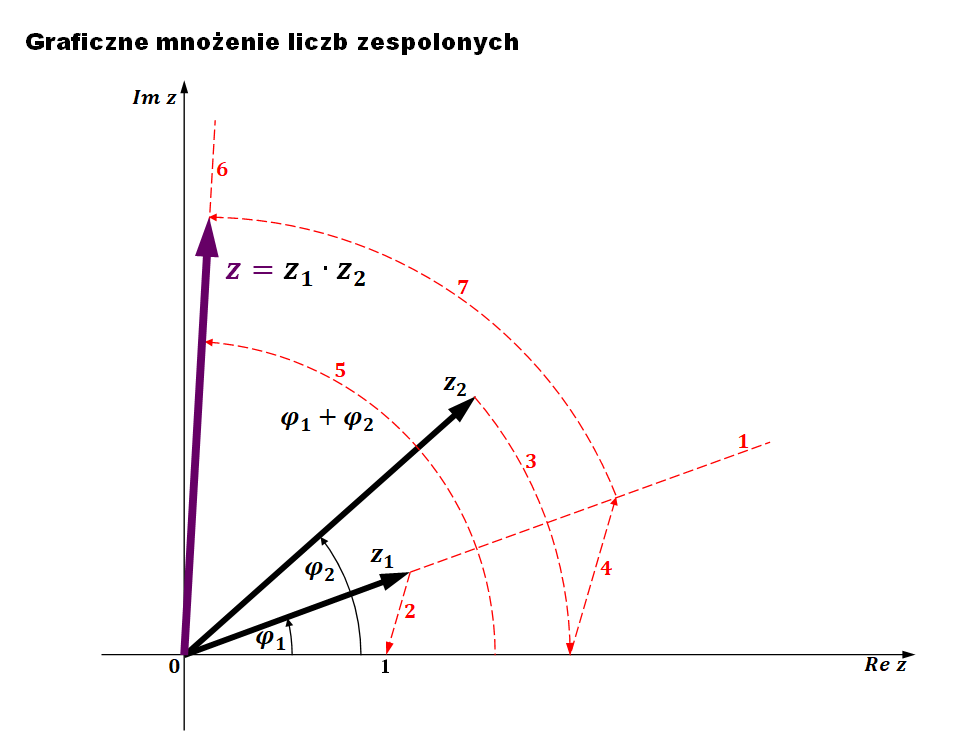 Graficzne mnożenie liczb zespolonych
Im z
6
z = z₁ · z₂
7
5
z₂
φ₁ + φ₂
1
3
z₁
φ₂
4
2
φ₁
0
1
Re z